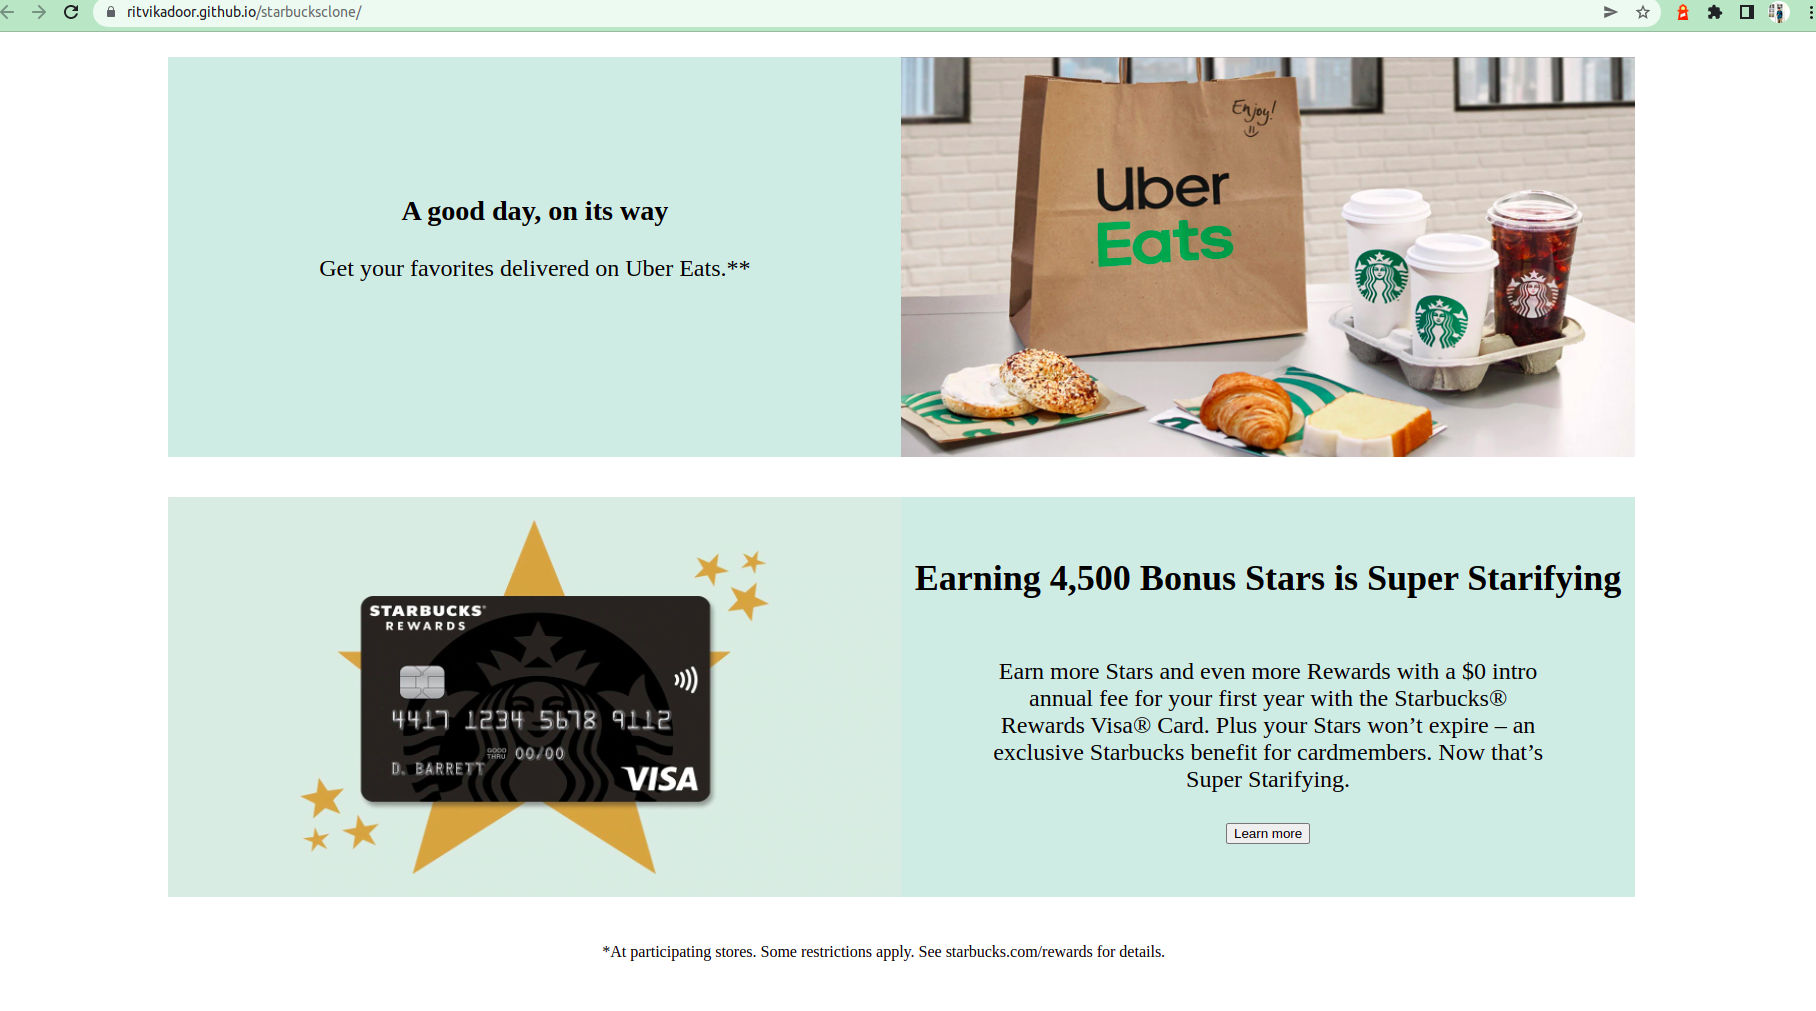 ritvikadoor.github.io/starbucksclone/
A good day, on its way
Get your favorites delivered on Uber Eats.**
Enjoy!
Uber
Eats
STARBUCKS®
REWARDS
4417 1234 5678 9112
GOOD THRU 00/00
D. BARRETT
VISA
Earning 4,500 Bonus Stars is Super Starifying
Earn more Stars and even more Rewards with a $0 intro
annual fee for your first year with the Starbucks®
Rewards Visa® Card. Plus your Stars won’t expire – an
exclusive Starbucks benefit for cardmembers. Now that’s
Super Starifying.
Learn more
*At participating stores. Some restrictions apply. See starbucks.com/rewards for details.